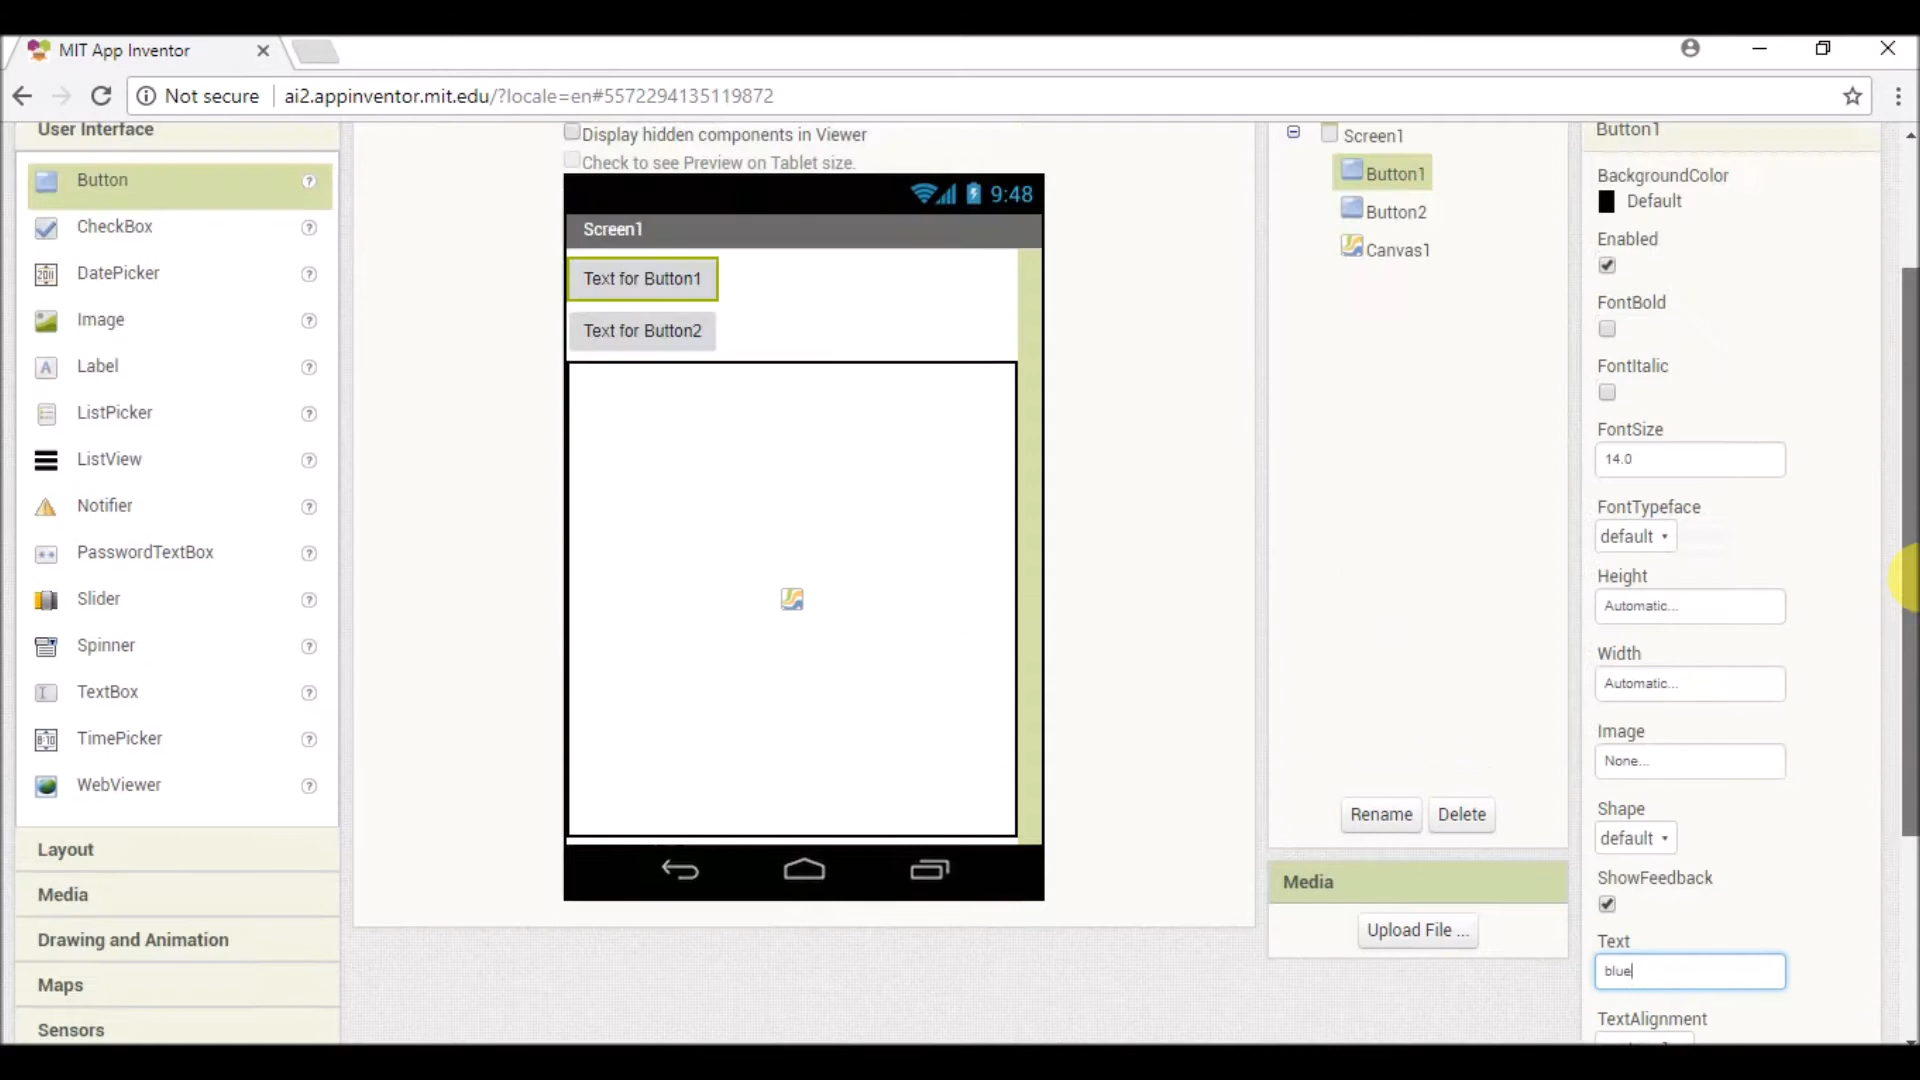 MIT App Inventor
Not secure
ai2.appinventor.mit.edu/?locale=en#5572294135119872
User Interface
Button
CheckBox
DatePicker
Image
Label
ListPicker
ListView
Notifier
PasswordTextBox
Slider
Spinner
TextBox
TimePicker
WebViewer
Layout
Media
Drawing and Animation
Maps
Sensors
Display hidden components in Viewer
Check to see Preview on Tablet size.
9:48
Screen1
Text for Button1
Text for Button2
Screen1
Button1
Button2
Canvas1
Rename
Delete
Media
Upload File ...
Button1
BackgroundColor
Default
Enabled
FontBold
FontItalic
FontSize
14.0
FontTypeface
default
Height
Automatic...
Width
Automatic...
Image
None...
Shape
default
ShowFeedback
Text
blue
TextAlignment